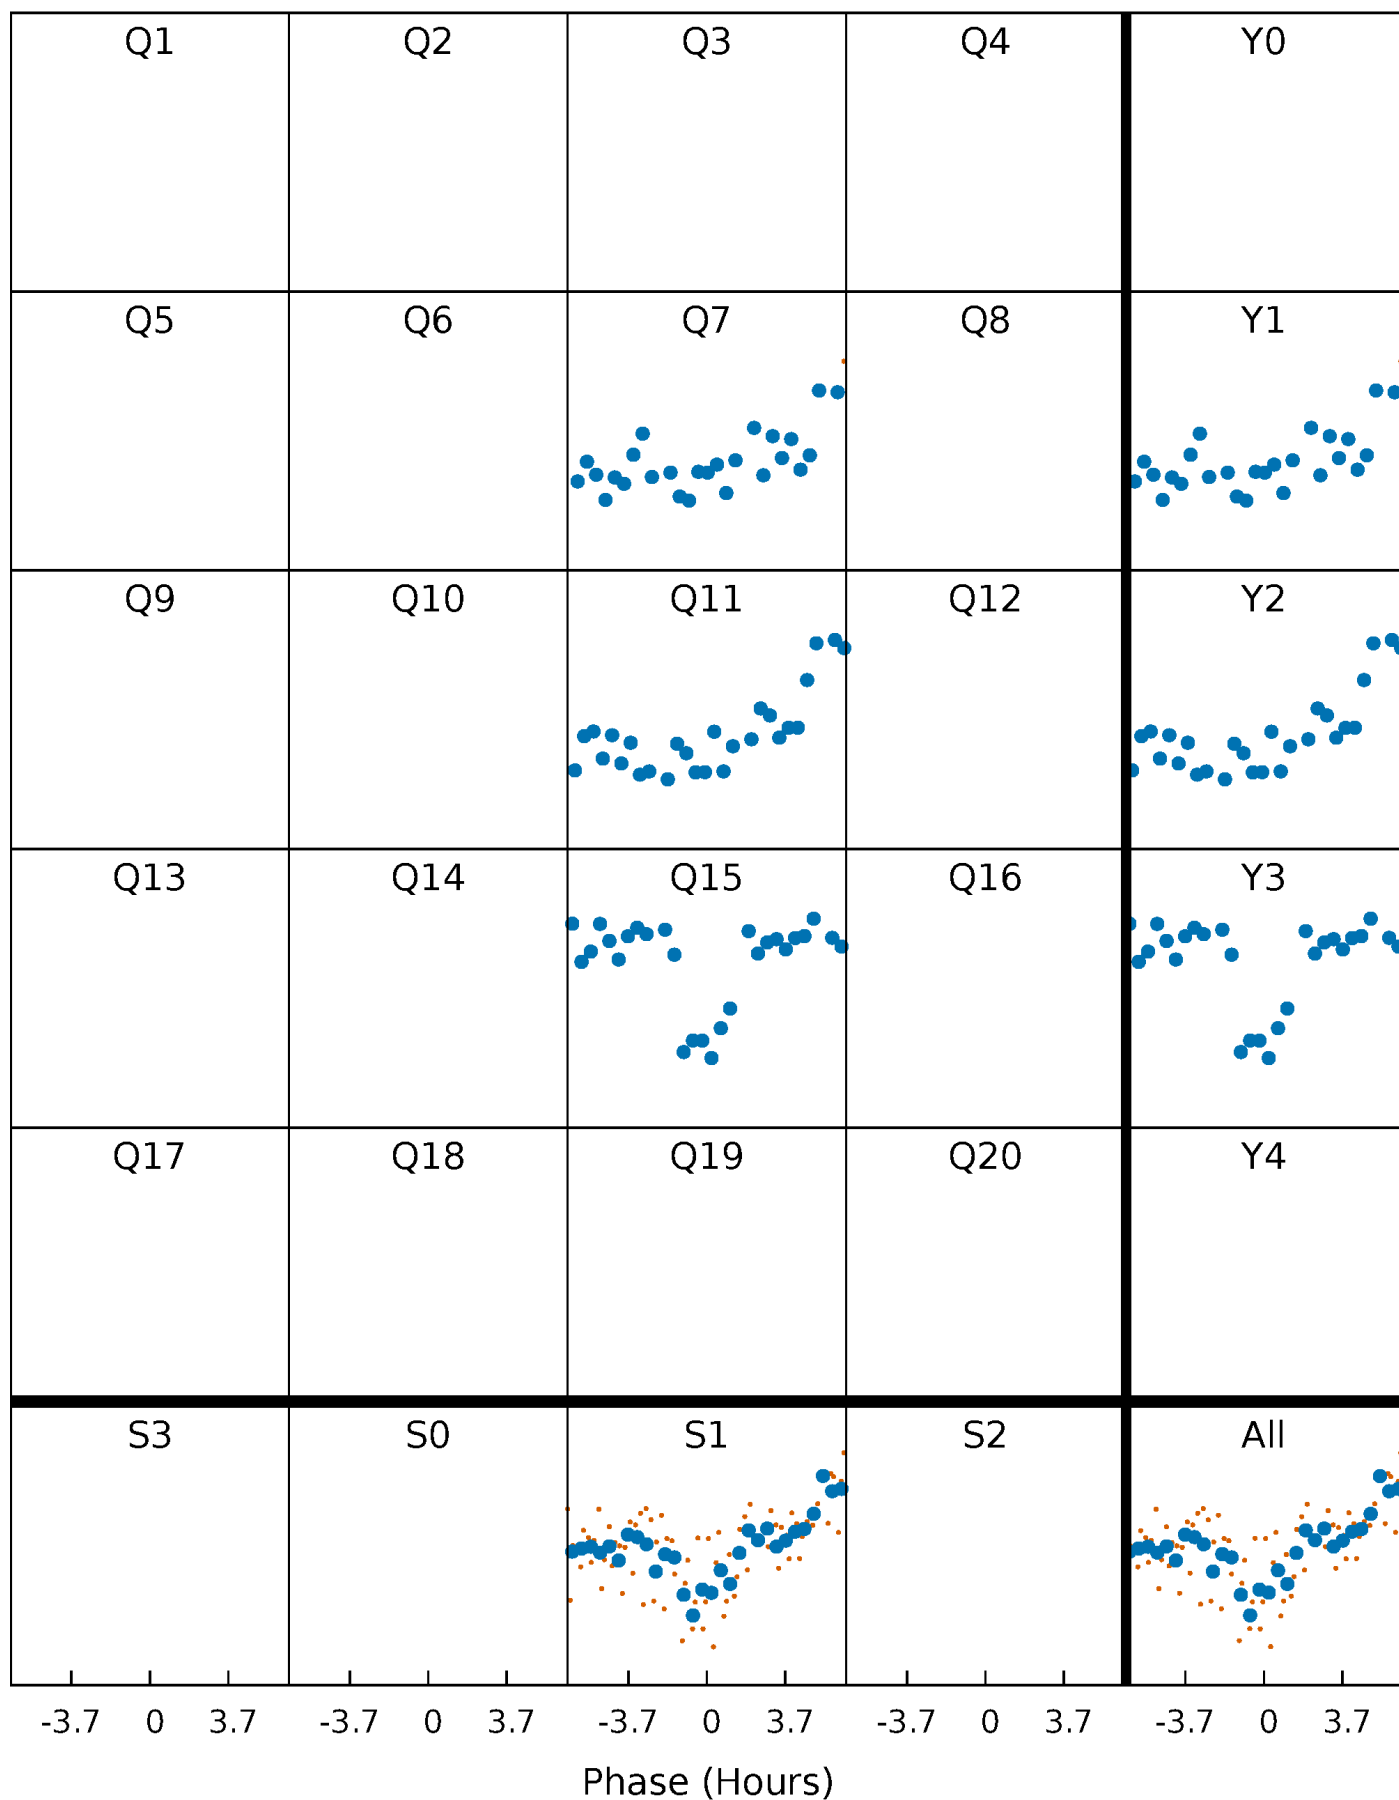 Q1 Q2 Q3 Q4 Y0
Q5 Q6 Q7 Q8 Y1
Q9 Q10 Q11 Q12 Y2
Q13 Q14 Q15 Q16 Y3
Q17 Q18 Q19 Q20 Y4
S3 S0 S1 S2 All
-3.7 0 3.7 -3.7 0 3.7 -3.7 0 3.7 -3.7 0 3.7 -3.7 0 3.7
Phase (Hours)